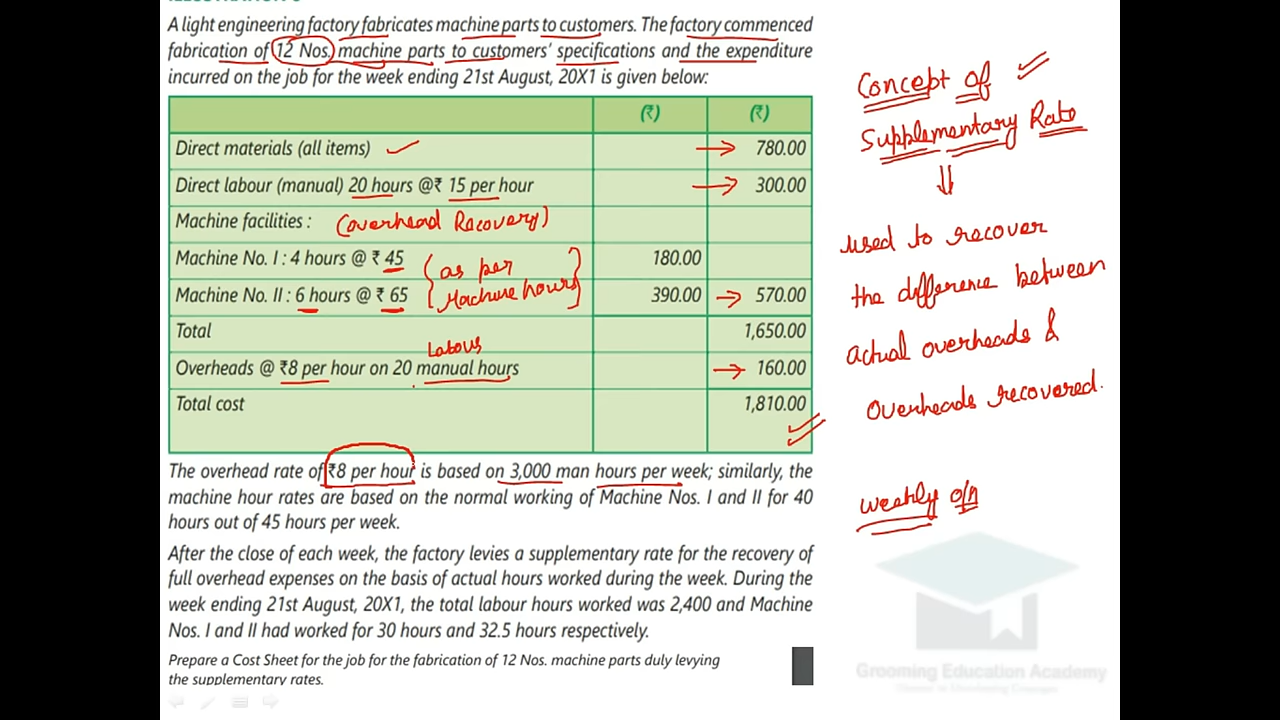 A light engineering factory fabricates machine parts to customers. The factory commenced
fabrication of 12 Nos. machine parts to customers' specifications and the expenditure
incurred on the job for the week ending 21st August, 20X1 is given below:
(₹) (₹)
Direct materials (all items) 780.00
Direct labour (manual) 20 hours @₹ 15 per hour 300.00
Machine facilities : (overhead Recovery)
Machine No. I : 4 hours @ ₹ 45 180.00
as per
Machine hours
Machine No. II : 6 hours @ ₹ 65 390.00 570.00
Total 1,650.00
Labour
Overheads @ ₹8 per hour on 20 manual hours 160.00
Total cost 1,810.00
The overhead rate of ₹8 per hour is based on 3,000 man hours per week; similarly, the
machine hour rates are based on the normal working of Machine Nos. I and II for 40
hours out of 45 hours per week.
After the close of each week, the factory levies a supplementary rate for the recovery of
full overhead expenses on the basis of actual hours worked during the week. During the
week ending 21st August, 20X1, the total labour hours worked was 2,400 and Machine
Nos. I and II had worked for 30 hours and 32.5 hours respectively.
Prepare a Cost Sheet for the job for the fabrication of 12 Nos. machine parts duly levying
the supplementary rates.
Concept of
Supplementary Rate
used to recover
the difference between
actual overheads &
overheads recovered.
weekly o/h
Grooming Education Academy